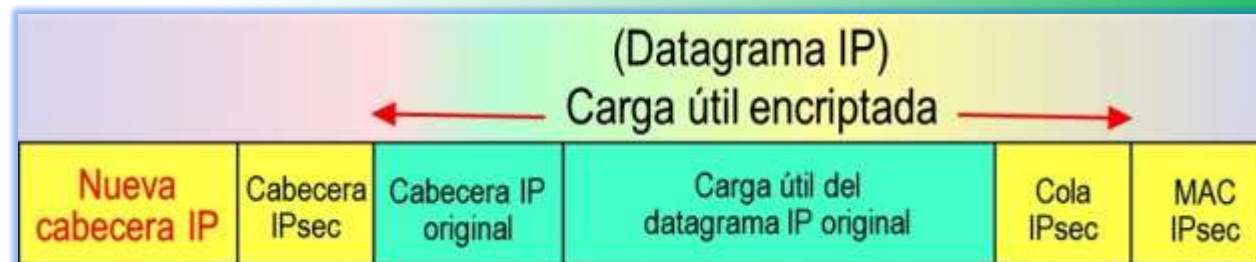 (Datagrama IP)
Carga útil encriptada
Nueva
cabecera IP
Cabecera
IPsec
Cabecera IP
original
Carga útil del
datagrama IP original
Cola
IPsec
MAC
IPsec